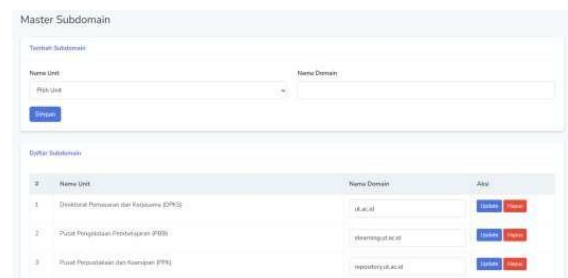 Master Subdomain
Tambah Subdomain
Nama Unit
Nama Domain
Pilih Unit
Simpan
Daftar Subdomain
# Nama Unit Nama Domain Aksi
1 Direktorat Pemasaran dan Kerjasama (DPKS) ut.ac.id Update Hapus
2 Pusat Pengelolaan Pembelajaran (PBB) elearning.ut.ac.id Update Hapus
3 Pusat Perpustakaan dan Kearsipan (PPK) repository.ut.ac.id Update Hapus